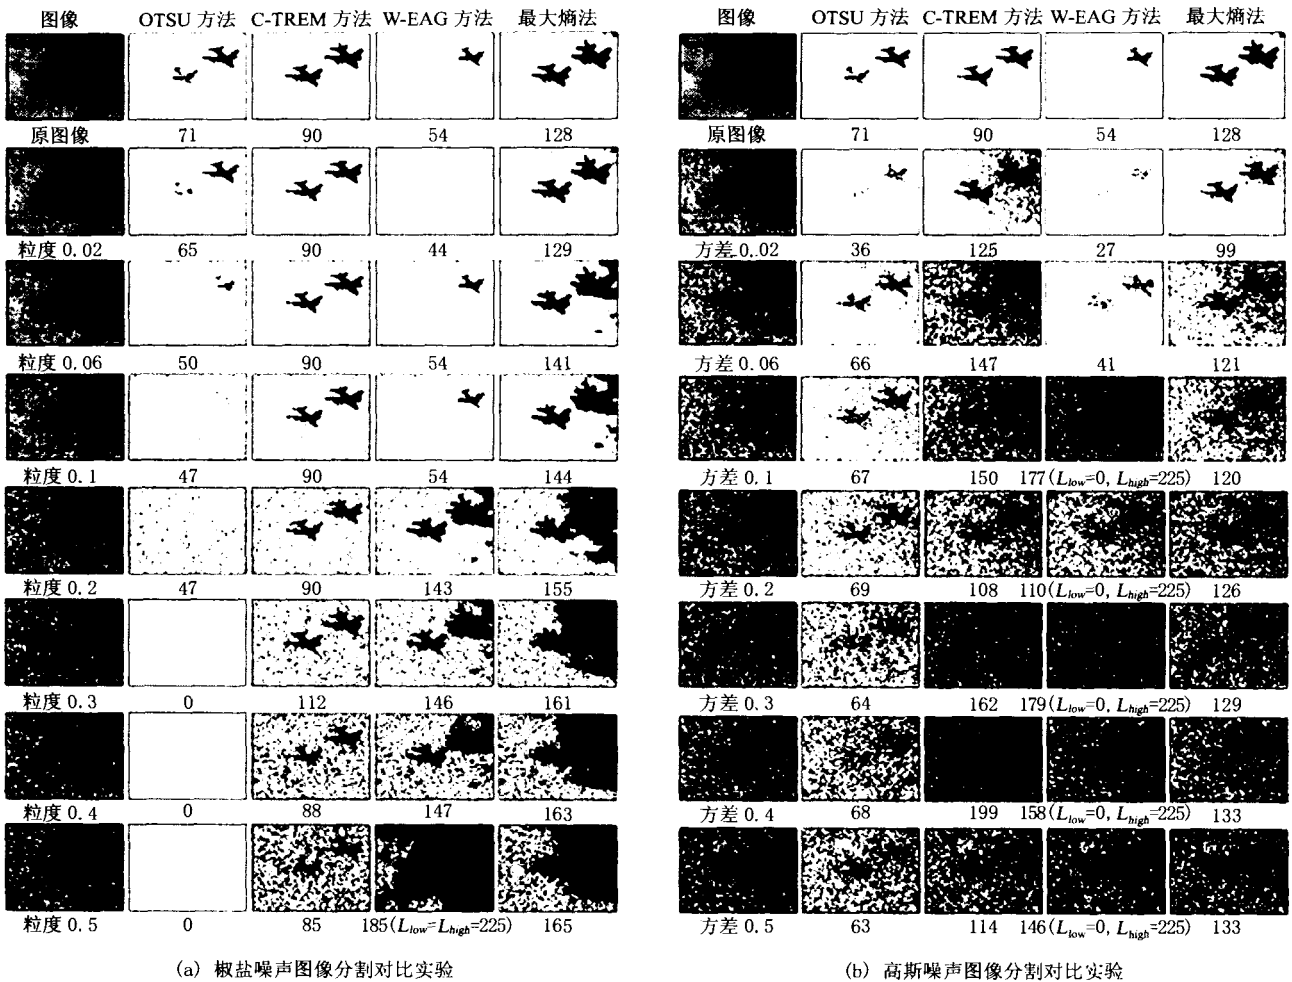 图像 OTSU 方法 C-TREM 方法 W-EAG 方法 最大熵法
原图像 71 90 54 128
粒度 0.02 65 90 44 129
粒度 0.06 50 90 54 141
粒度 0.1 47 90 54 144
粒度 0.2 47 90 143 155
粒度 0.3 0 112 146 161
粒度 0.4 0 88 147 163
粒度 0.5 0 85 185(Llow=Lhigh=225) 165
(a) 椒盐噪声图像分割对比实验
图像 OTSU 方法 C-TREM 方法 W-EAG 方法 最大熵法
原图像 71 90 54 128
方差 0.02 36 125 27 99
方差 0.06 66 147 41 121
方差 0.1 67 150 177(Llow=0, Lhigh=225) 120
方差 0.2 69 108 110(Llow=0, Lhigh=225) 126
方差 0.3 64 162 179(Llow=0, Lhigh=225) 129
方差 0.4 68 199 158(Llow=0, Lhigh=225) 133
方差 0.5 63 114 146(Llow=0, Lhigh=225) 133
(b) 高斯噪声图像分割对比实验